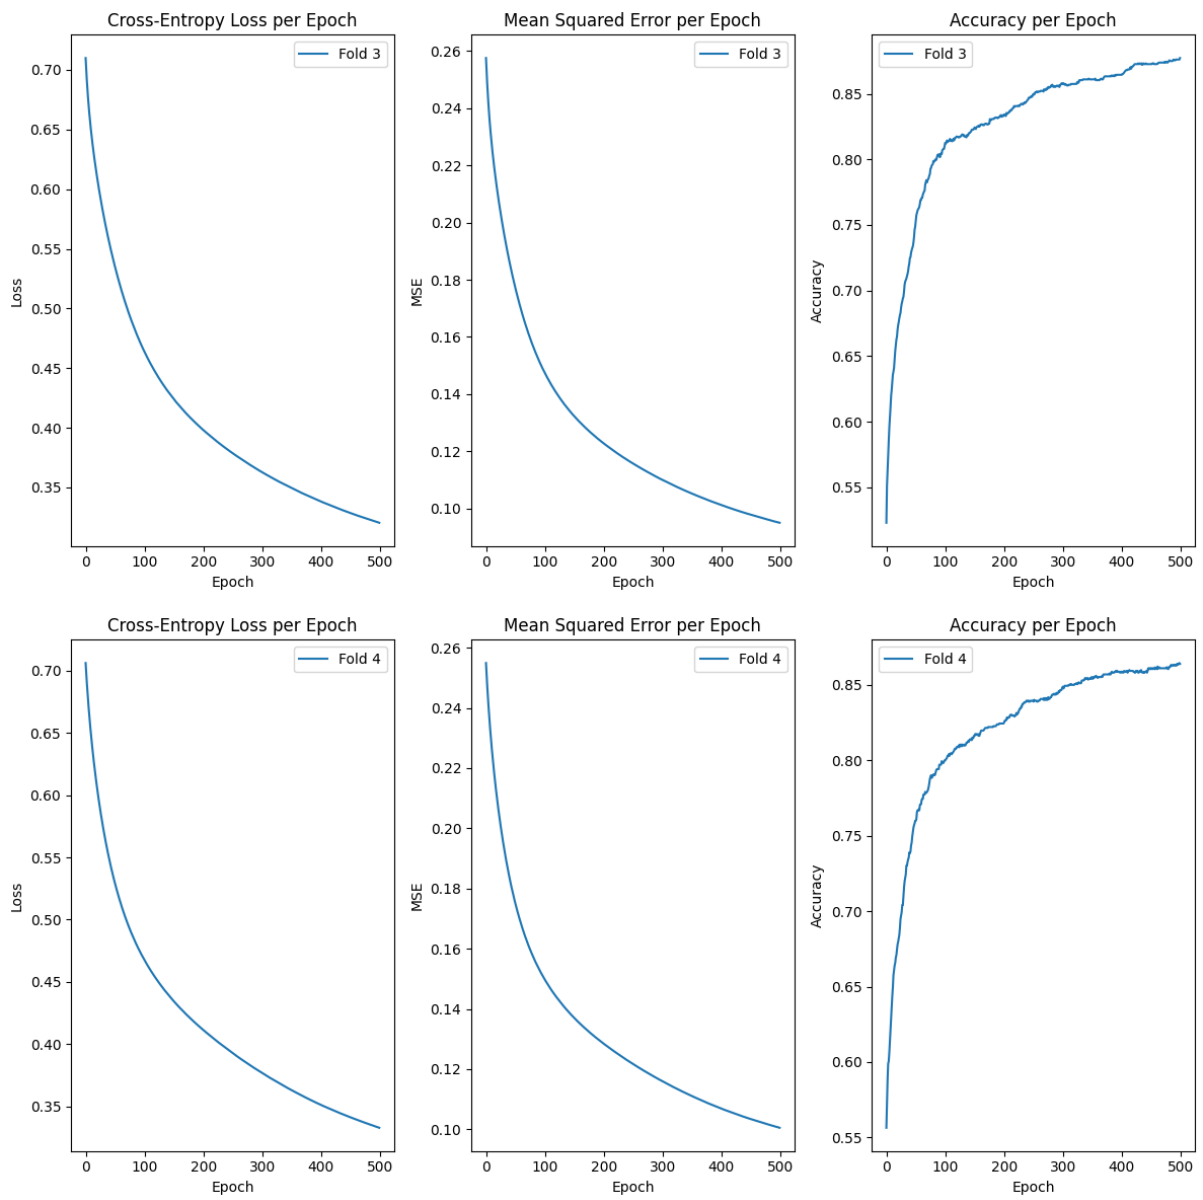 Cross-Entropy Loss per Epoch
Fold 3
0.70
0.65
0.60
0.55
0.50
0.45
0.40
0.35
Loss
0 100 200 300 400 500
Epoch
Mean Squared Error per Epoch
Fold 3
0.26
0.24
0.22
0.20
0.18
0.16
0.14
0.12
0.10
MSE
0 100 200 300 400 500
Epoch
Accuracy per Epoch
Fold 3
0.85
0.80
0.75
0.70
0.65
0.60
0.55
Accuracy
0 100 200 300 400 500
Epoch
Cross-Entropy Loss per Epoch
Fold 4
0.70
0.65
0.60
0.55
0.50
0.45
0.40
0.35
Loss
0 100 200 300 400 500
Epoch
Mean Squared Error per Epoch
Fold 4
0.26
0.24
0.22
0.20
0.18
0.16
0.14
0.12
0.10
MSE
0 100 200 300 400 500
Epoch
Accuracy per Epoch
Fold 4
0.85
0.80
0.75
0.70
0.65
0.60
0.55
Accuracy
0 100 200 300 400 500
Epoch